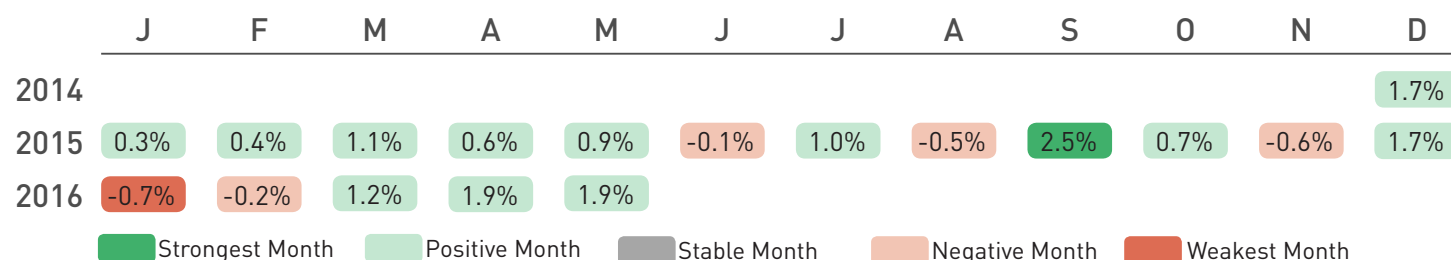 J F M A M J J A S O N D
2014 1.7%
2015 0.3% 0.4% 1.1% 0.6% 0.9% -0.1% 1.0% -0.5% 2.5% 0.7% -0.6% 1.7%
2016 -0.7% -0.2% 1.2% 1.9% 1.9%
Strongest Month Positive Month Stable Month Negative Month Weakest Month